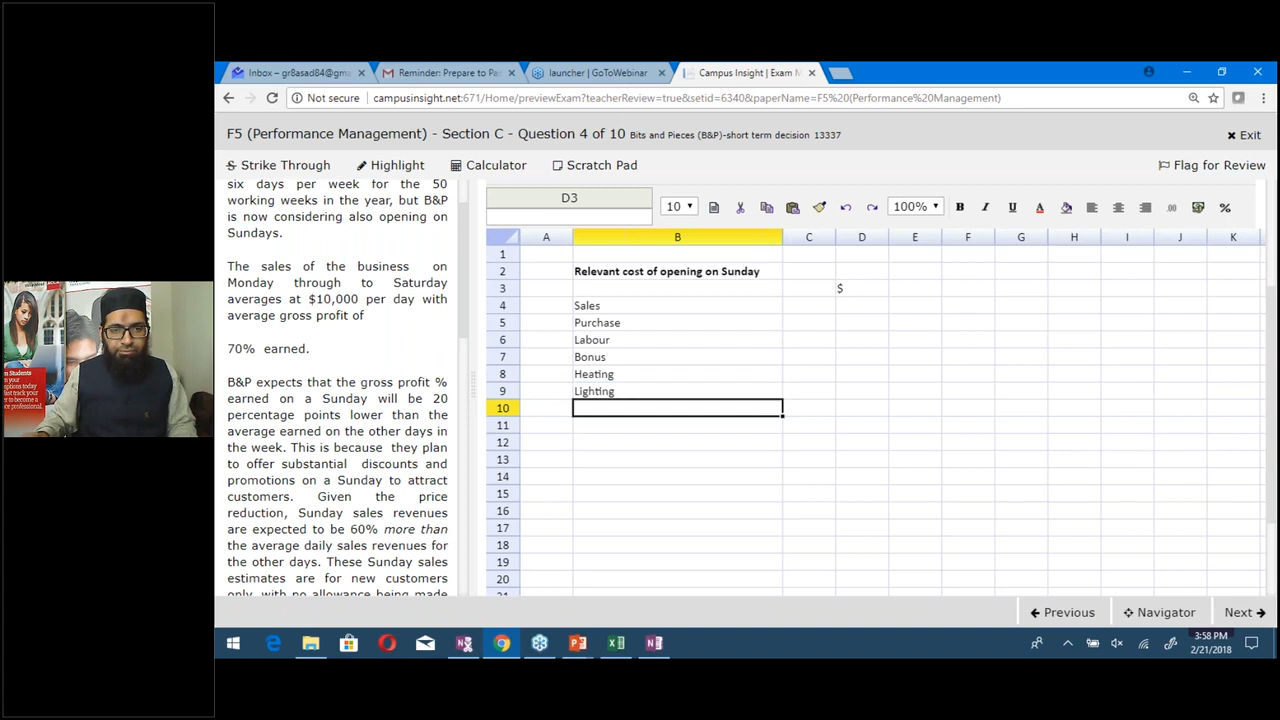 Inbox – gr8asad84@gma
Reminder: Prepare to Par
launcher | GoToWebinar
Campus Insight | Exam M
Not secure
campusinsight.net:671/Home/previewExam?teacherReview=true&setid=6340&paperName=F5%20(Performance%20Management)
F5 (Performance Management) - Section C - Question 4 of 10 Bits and Pieces (B&P)-short term decision 13337
Exit
Strike Through
Highlight
Calculator
Scratch Pad
Flag for Review
six days per week for the 50
working weeks in the year, but B&P
is now considering also opening on
Sundays.
The sales of the business on
Monday through to Saturday
averages at $10,000 per day with
average gross profit of
70% earned.
B&P expects that the gross profit %
earned on a Sunday will be 20
percentage points lower than the
average earned on the other days in
the week. This is because they plan
to offer substantial discounts and
promotions on a Sunday to attract
customers. Given the price
reduction, Sunday sales revenues
are expected to be 60% more than
the average daily sales revenues for
the other days. These Sunday sales
estimates are for new customers
only, with no allowance being made
D3
10
100%
B I U A %
A B C D E F G H I J K
1
2 Relevant cost of opening on Sunday
3 $
4 Sales
5 Purchase
6 Labour
7 Bonus
8 Heating
9 Lighting
10
11
12
13
14
15
16
17
18
19
20
21
Previous
Navigator
Next
3:58 PM
2/21/2018